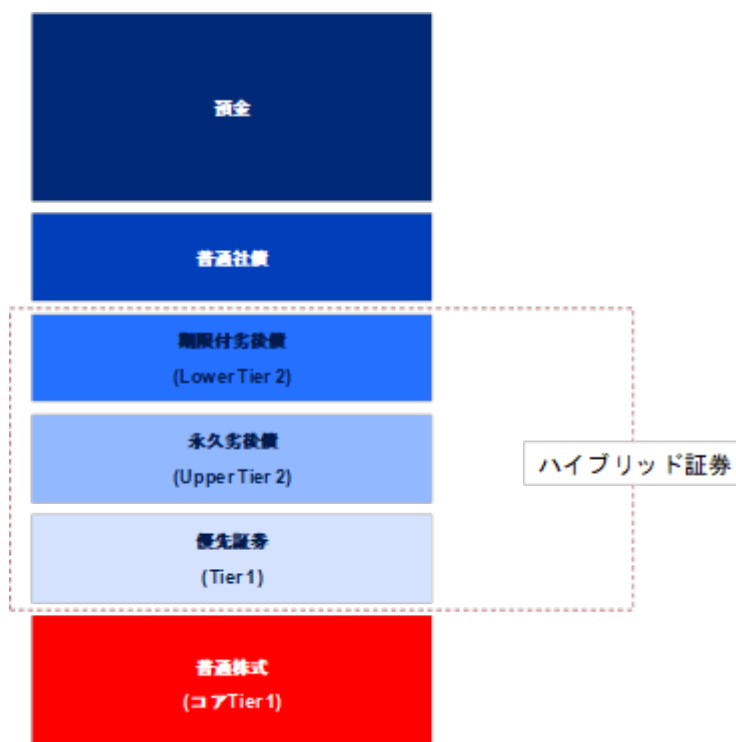 預金
普通社債
期限付劣後債
(Lower Tier 2)
永久劣後債
(Upper Tier 2)
ハイブリッド証券
優先証券
(Tier 1)
普通株式
(コアTier 1)